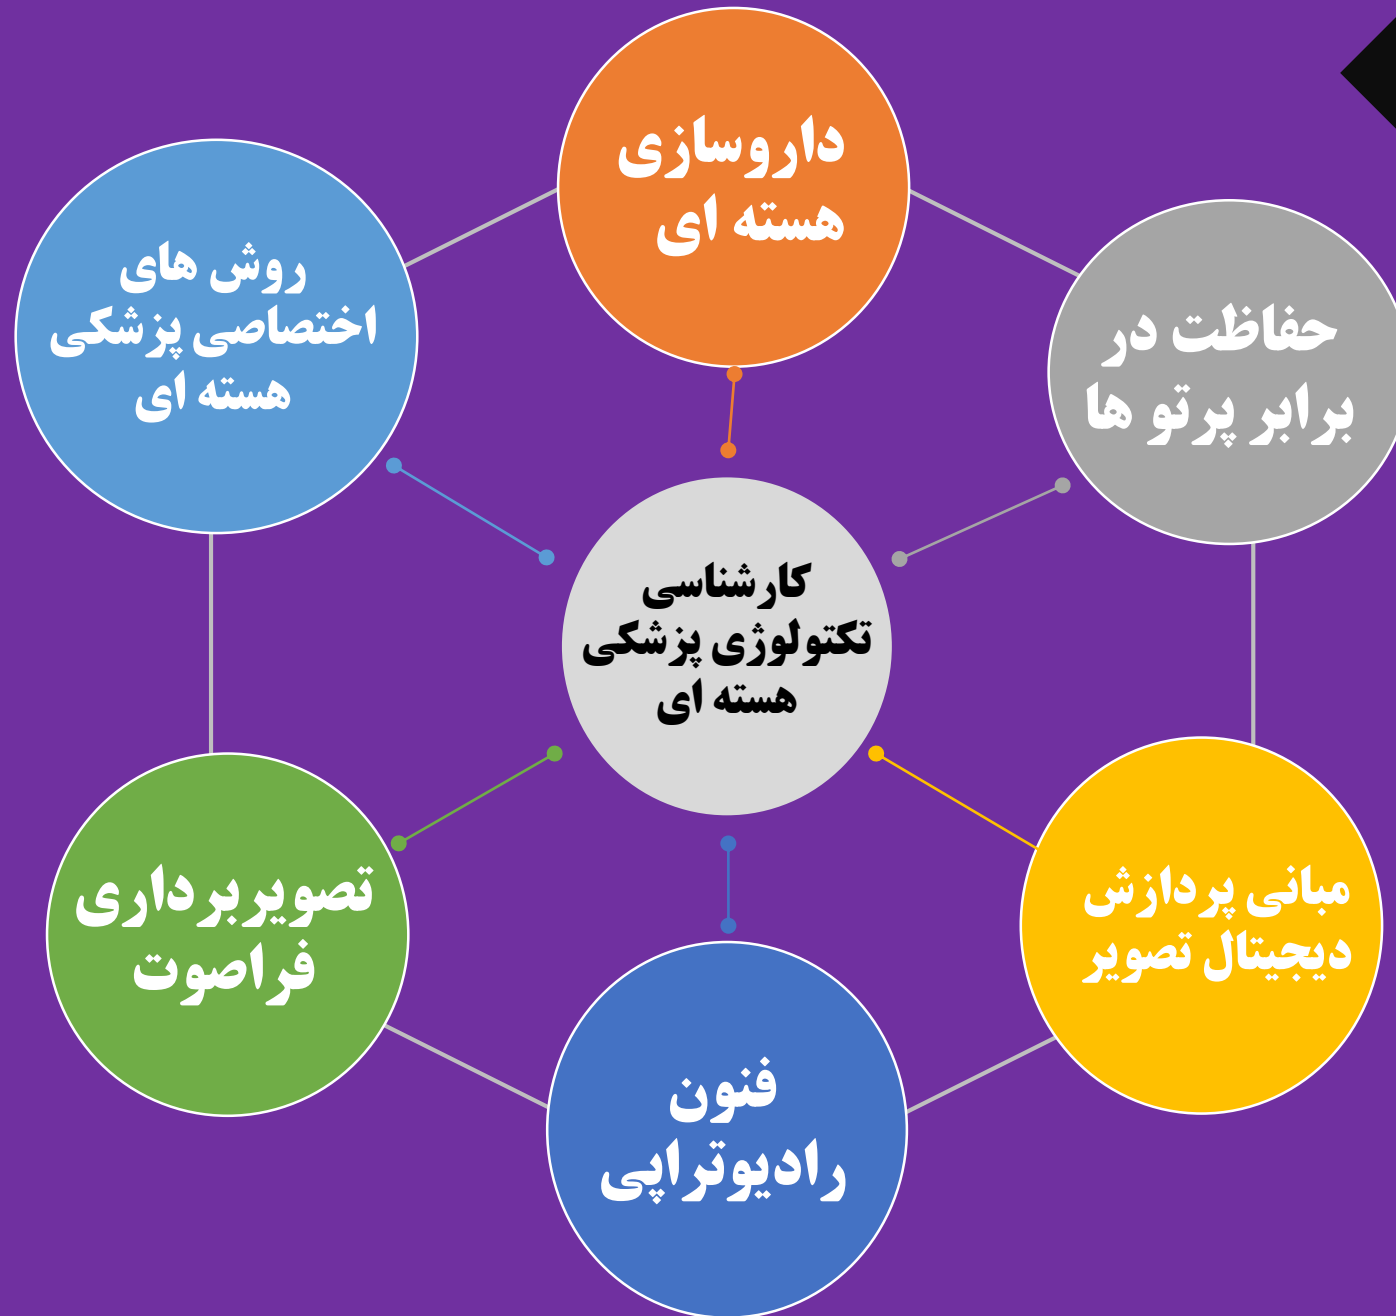 داروسازی
هسته ای
حفاظت در
برابر پرتو ها
روش های
اختصاصی پزشکی
هسته ای
کارشناسی
تکتولوژی پزشکی
هسته ای
مبانی پردازش
دیجیتال تصویر
تصویربرداری
فراصوت
فنون
رادیوتراپی